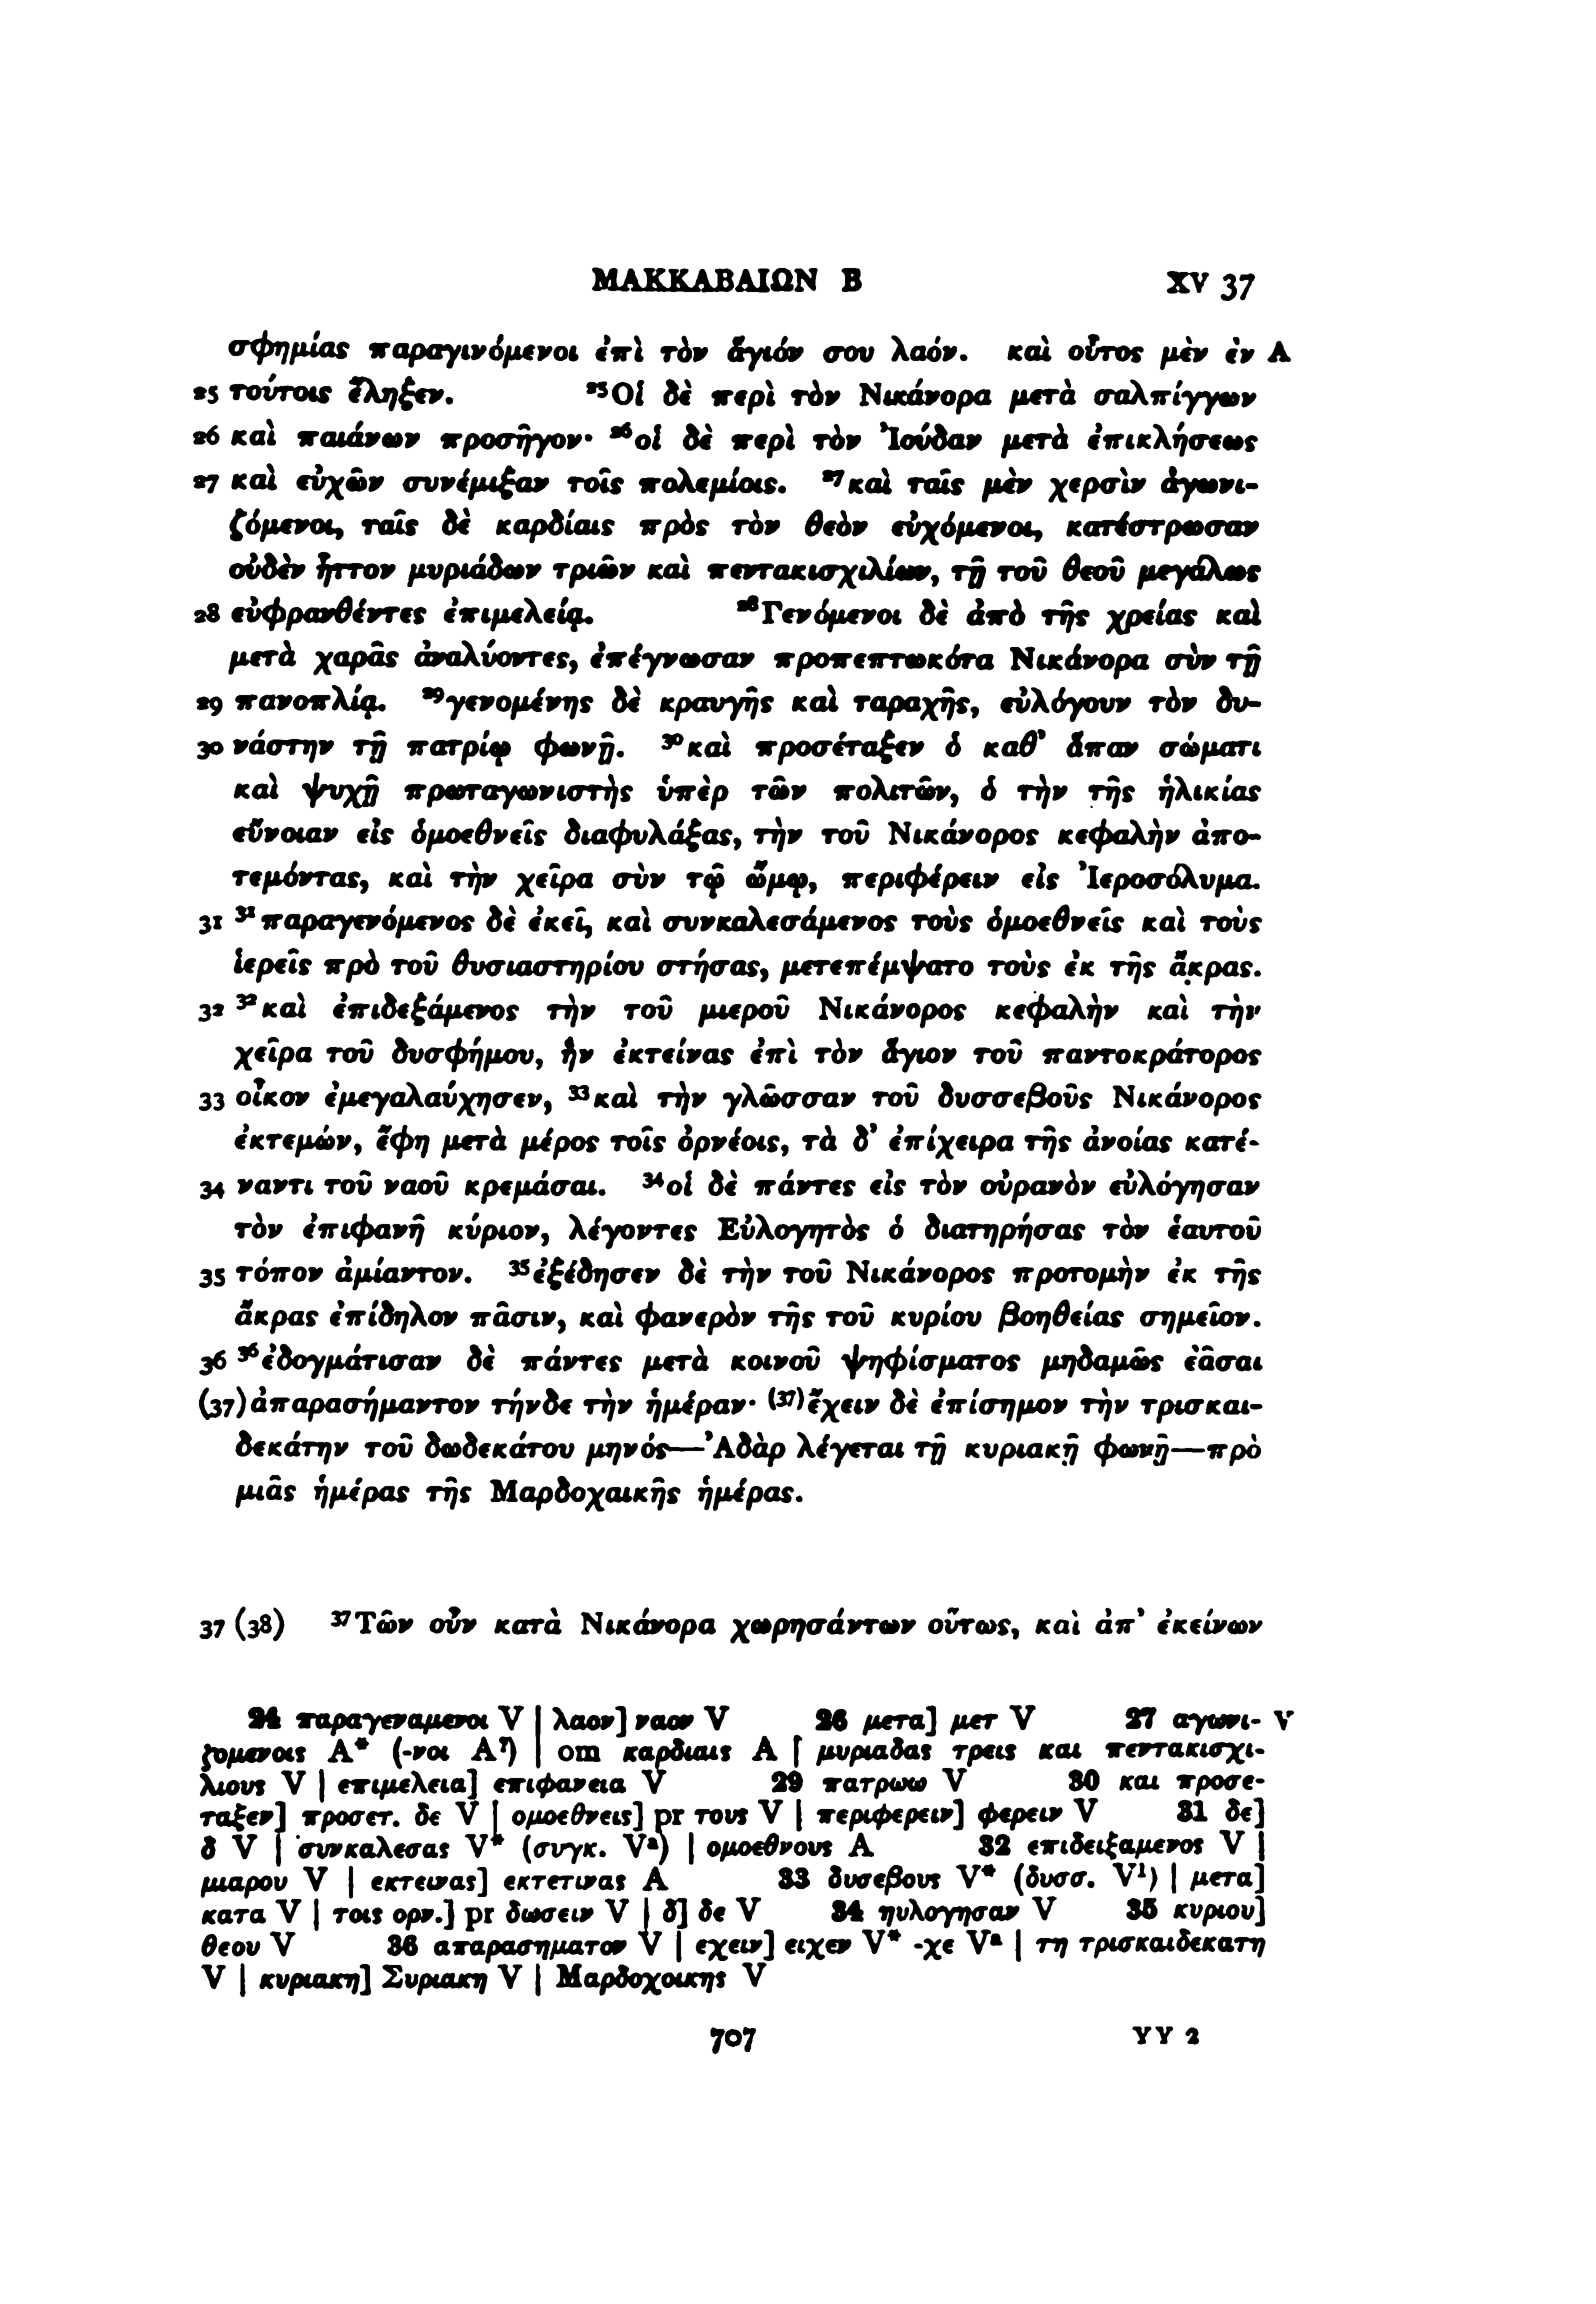 ΜΑΚΚΑΒΑΙΩΝ Β XV 37
σφημίας παραγινόμενοι ἐπὶ τὸν ἅγιόν σου λαόν. καὶ οὗτος μὲν ἐν A
25 τούτοις ἔληξεν. ²⁵Οἱ δὲ περὶ τὸν Νικάνορα μετὰ σαλπίγγων
26 καὶ παιάνων προσῆγον· ²⁶οἱ δὲ περὶ τὸν Ἰούδαν μετὰ ἐπικλήσεως
27 καὶ εὐχῶν συνέμιξαν τοῖς πολεμίοις. ²⁷καὶ ταῖς μὲν χερσὶν ἀγωνι-
ζόμενοι, ταῖς δὲ καρδίαις πρὸς τὸν θεὸν εὐχόμενοι, κατέστρωσαν
οὐδὲν ἧττον μυριάδων τριῶν καὶ πεντακισχιλίων, τῇ τοῦ θεοῦ μεγάλως
28 εὐφρανθέντες ἐπιμελείᾳ. ²⁸Γενόμενοι δὲ ἀπὸ τῆς χρείας καὶ
μετὰ χαρᾶς ἀναλύοντες, ἐπέγνωσαν προπεπτωκότα Νικάνορα σὺν τῇ
29 πανοπλίᾳ. ²⁹γενομένης δὲ κραυγῆς καὶ ταραχῆς, εὐλόγουν τὸν δυ-
30 νάστην τῇ πατρίῳ φωνῇ. ³⁰καὶ προσέταξεν ὁ καθ’ ἅπαν σώματι
καὶ ψυχῇ πρωταγωνιστὴς ὑπὲρ τῶν πολιτῶν, ὁ τὴν τῆς ἡλικίας
εὔνοιαν εἰς ὁμοεθνεῖς διαφυλάξας, τὴν τοῦ Νικάνορος κεφαλὴν ἀπο-
τεμόντας, καὶ τὴν χεῖρα σὺν τῷ ὤμῳ, περιφέρειν εἰς Ἰεροσόλυμα.
31 ³¹παραγενόμενος δὲ ἐκεῖ, καὶ συνκαλεσάμενος τοὺς ὁμοεθνεῖς καὶ τοὺς
ἱερεῖς πρὸ τοῦ θυσιαστηρίου στήσας, μετεπέμψατο τοὺς ἐκ τῆς ἄκρας.
32 ³²καὶ ἐπιδεξάμενος τὴν τοῦ μιεροῦ Νικάνορος κεφαλὴν καὶ τὴν
χεῖρα τοῦ δυσφήμου, ἣν ἐκτείνας ἐπὶ τὸν ἅγιον τοῦ παντοκράτορος
33 οἶκον ἐμεγαλαύχησεν, ³³καὶ τὴν γλῶσσαν τοῦ δυσσεβοῦς Νικάνορος
ἐκτεμών, ἔφη μετὰ μέρος τοῖς ὀρνέοις, τὰ δ’ ἐπίχειρα τῆς ἀνοίας κατέ-
34 ναντι τοῦ ναοῦ κρεμάσαι. ³⁴οἱ δὲ πάντες εἰς τὸν οὐρανὸν εὐλόγησαν
τὸν ἐπιφανῆ κύριον, λέγοντες Εὐλογητὸς ὁ διατηρήσας τὸν ἑαυτοῦ
35 τόπον ἀμίαντον. ³⁵ἐξέδησεν δὲ τὴν τοῦ Νικάνορος προτομὴν ἐκ τῆς
ἄκρας ἐπίδηλον πᾶσιν, καὶ φανερὸν τῆς τοῦ κυρίου βοηθείας σημεῖον.
36 ³⁶ἐδογμάτισαν δὲ πάντες μετὰ κοινοῦ ψηφίσματος μηδαμῶς ἐᾶσαι
(37) ἀπαρασήμαντον τήνδε τὴν ἡμέραν· ⁽³⁷⁾ἔχειν δὲ ἐπίσημον τὴν τρισκαι-
δεκάτην τοῦ δωδεκάτου μηνός—Ἀδὰρ λέγεται τῇ κυριακῇ φωνῇ—πρὸ
μιᾶς ἡμέρας τῆς Μαρδοχαικῆς ἡμέρας.
37 (38) ³⁷Τῶν οὖν κατὰ Νικάνορα χωρησάντων οὕτως, καὶ ἀπ’ ἐκείνων
24 παραγεναμενοι V | λαον] ναον V 26 μετα] μετ V 27 αγωνι- V
ζομενοις A* (-νοι A?) | om καρδιαις A | μυριαδας τρεις και πεντακισχι-
λιους V | επιμελεια] επιφανεια V 29 πατρωω V 30 και προσε-
ταξεν] προσετ. δε V | ομοεθνεις] pr τους V | περιφερειν] φερειν V 31 δε]
δ V | συνκαλεσας V* (συγκ. Vᵃ) | ομοεθνους A 32 επιδειξαμενος V |
μιαρου V | εκτεινας] εκτετινας A 33 δυσεβους V* (δυσσ. V¹) | μετα]
κατα V | τοις ορν.] pr δωσειν V | δ] δε V 34 ηυλογησαν V 35 κυριου]
θεου V 36 απαρασηματον V | εχειν] ειχεν V* -χε Vᵃ | τη τρισκαιδεκατη
V | κυριακη] Συριακη V | Μαρδοχοικης V
707 YY 2